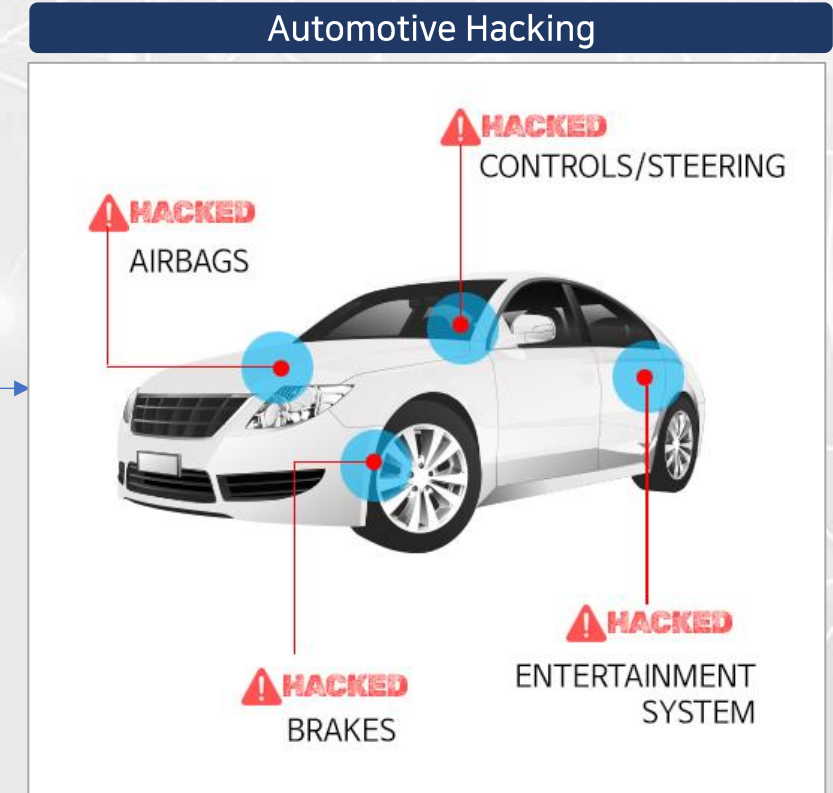 Automotive Hacking
HACKED
CONTROLS/STEERING
HACKED
AIRBAGS
HACKED
ENTERTAINMENT
SYSTEM
HACKED
BRAKES